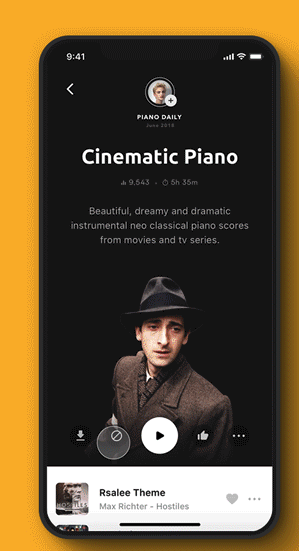 9:41
PIANO DAILY
June 2018
Cinematic Piano
9,543 • 5h 35m
Beautiful, dreamy and dramatic
instrumental neo classical piano scores
from movies and tv series.
HOSTILES
Rsalee Theme
Max Richter - Hostiles